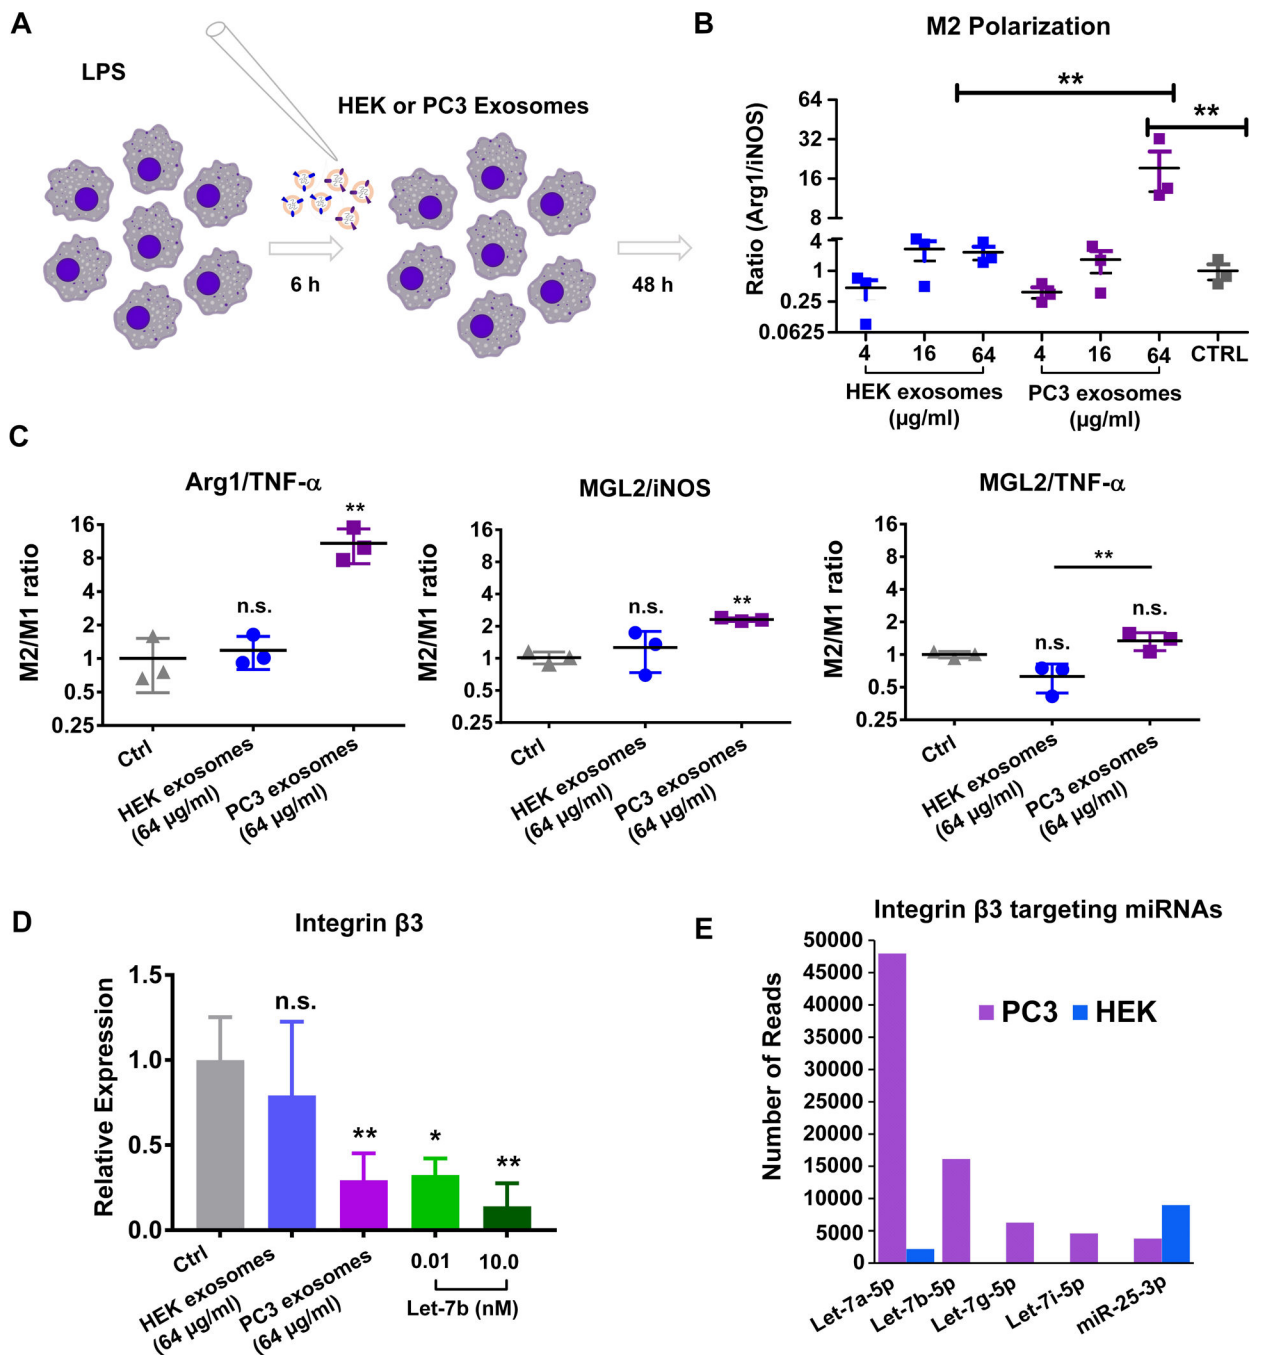 A
LPS
HEK or PC3 Exosomes
6 h
48 h
B
M2 Polarization
**
**
Ratio (Arg1/iNOS)
64
32
16
8
4
1
0.25
0.0625
4
16
64
4
16
64
CTRL
HEK exosomes
(µg/ml)
PC3 exosomes
(µg/ml)
C
Arg1/TNF-α
M2/M1 ratio
16
8
4
2
1
0.5
0.25
n.s.
**
Ctrl
HEK exosomes
(64 µg/ml)
PC3 exosomes
(64 µg/ml)
MGL2/iNOS
M2/M1 ratio
16
8
4
2
1
0.5
0.25
n.s.
**
Ctrl
HEK exosomes
(64 µg/ml)
PC3 exosomes
(64 µg/ml)
MGL2/TNF-α
M2/M1 ratio
16
8
4
2
1
0.5
0.25
**
n.s.
n.s.
Ctrl
HEK exosomes
(64 µg/ml)
PC3 exosomes
(64 µg/ml)
D
Integrin β3
Relative Expression
1.5
1.0
0.5
0.0
n.s.
**
*
**
Ctrl
HEK exosomes
(64 µg/ml)
PC3 exosomes
(64 µg/ml)
0.01
10.0
Let-7b (nM)
E
Integrin β3 targeting miRNAs
Number of Reads
50000
45000
40000
35000
30000
25000
20000
15000
10000
5000
0
PC3
HEK
Let-7a-5p
Let-7b-5p
Let-7g-5p
Let-7i-5p
miR-25-3p